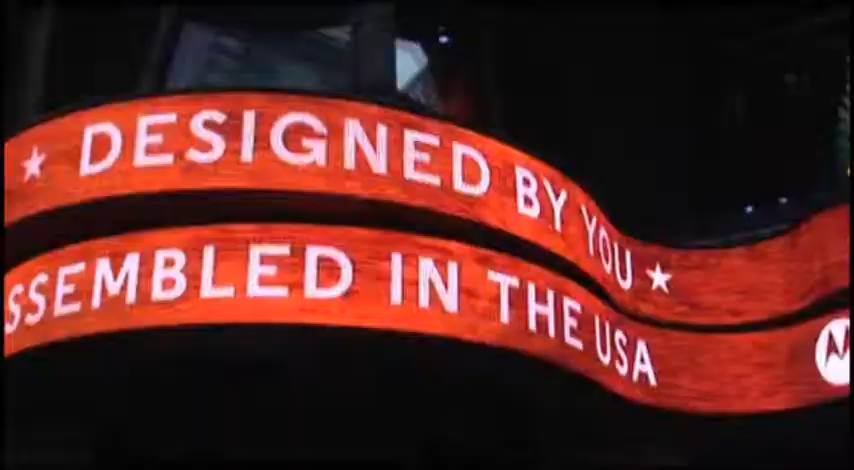 ★ DESIGNED BY YOU ★
SSEMBLED IN THE USA